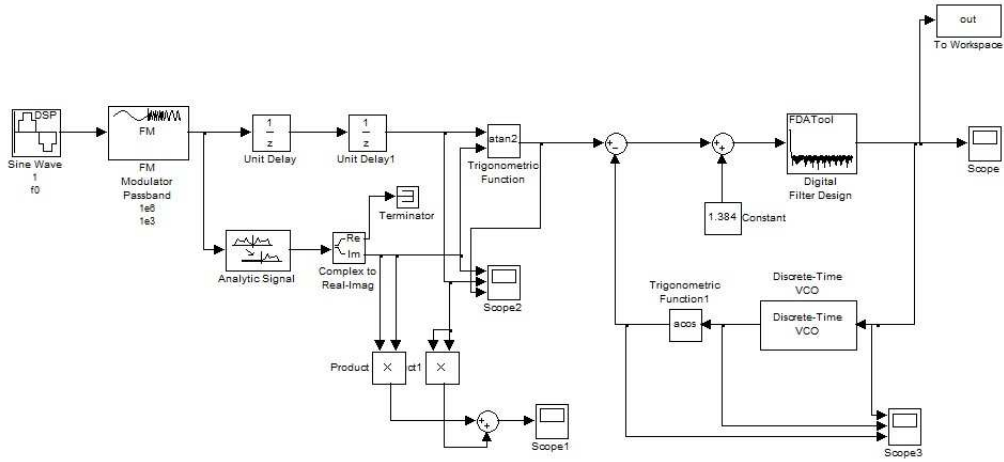 out
To Workspace
DSP
Sine Wave
1
f0
FM
FM
Modulator
Passband
1e6
1e3
1
z
Unit Delay
1
z
Unit Delay1
atan2
Trigonometric
Function
+
−
+
+
FDATool
Digital
Filter Design
Scope
1.384
Constant
Terminator
Analytic Signal
Re
Im
Complex to
Real-Imag
Scope2
Discrete-Time
VCO
Discrete-Time
VCO
Trigonometric
Function1
acos
Product
×
ct1
×
+
+
Scope1
Scope3